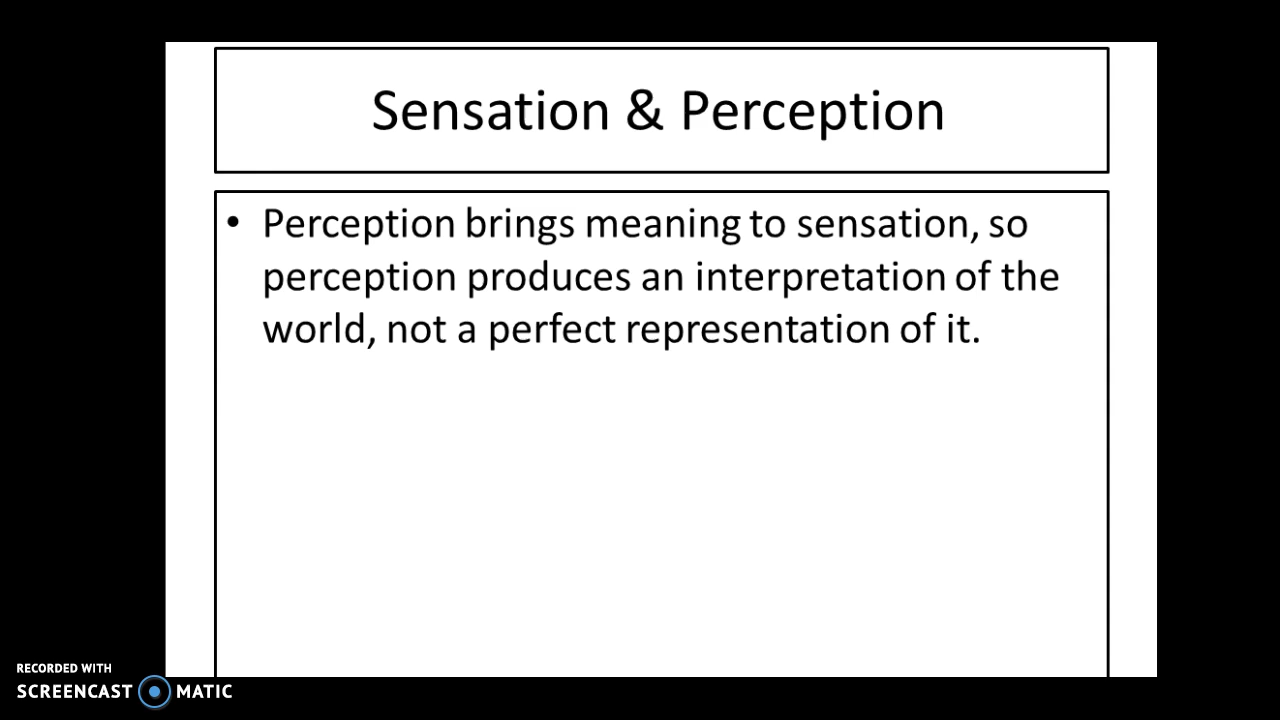 Sensation & Perception
• Perception brings meaning to sensation, so
perception produces an interpretation of the
world, not a perfect representation of it.
RECORDED WITH
SCREENCAST MATIC